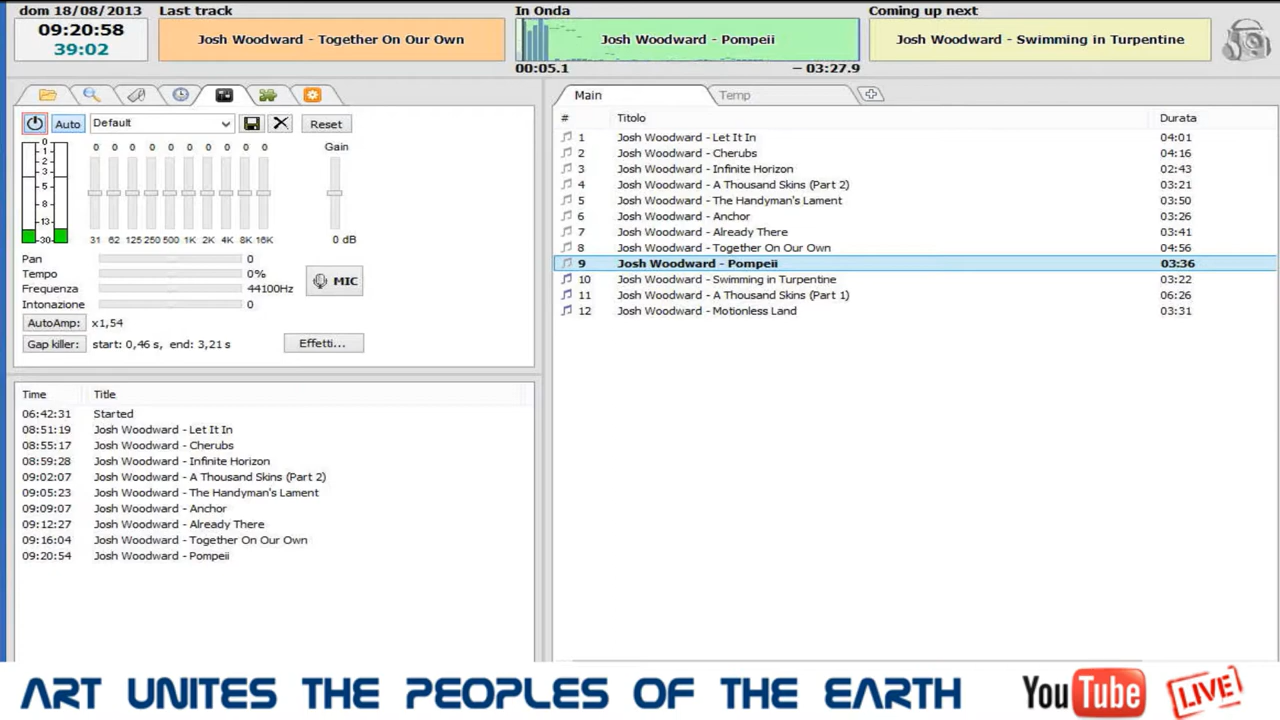 dom 18/08/2013
09:20:58
39:02
Last track
Josh Woodward - Together On Our Own
In Onda
Josh Woodward - Pompeii
00:05.1
− 03:27.9
Coming up next
Josh Woodward - Swimming in Turpentine
Auto
Default
Reset
0 0 0 0 0 0 0 0 0
Gain
0
1
2
3
5
8
13
30
31 62 125 250 500 1K 2K 4K 8K 16K
0 dB
Pan 0
Tempo 0%
Frequenza 44100Hz
Intonazione 0
MIC
AutoAmp: x1,54
Gap killer: start: 0,46 s, end: 3,21 s
Effetti...
Time Title
06:42:31 Started
08:51:19 Josh Woodward - Let It In
08:55:17 Josh Woodward - Cherubs
08:59:28 Josh Woodward - Infinite Horizon
09:02:07 Josh Woodward - A Thousand Skins (Part 2)
09:05:23 Josh Woodward - The Handyman's Lament
09:09:07 Josh Woodward - Anchor
09:12:27 Josh Woodward - Already There
09:16:04 Josh Woodward - Together On Our Own
09:20:54 Josh Woodward - Pompeii
Main
Temp
# Titolo Durata
1 Josh Woodward - Let It In 04:01
2 Josh Woodward - Cherubs 04:16
3 Josh Woodward - Infinite Horizon 02:43
4 Josh Woodward - A Thousand Skins (Part 2) 03:21
5 Josh Woodward - The Handyman's Lament 03:50
6 Josh Woodward - Anchor 03:26
7 Josh Woodward - Already There 03:41
8 Josh Woodward - Together On Our Own 04:56
9 Josh Woodward - Pompeii 03:36
10 Josh Woodward - Swimming in Turpentine 03:22
11 Josh Woodward - A Thousand Skins (Part 1) 06:26
12 Josh Woodward - Motionless Land 03:31
ART UNITES THE PEOPLES OF THE EARTH
YouTube
LIVE